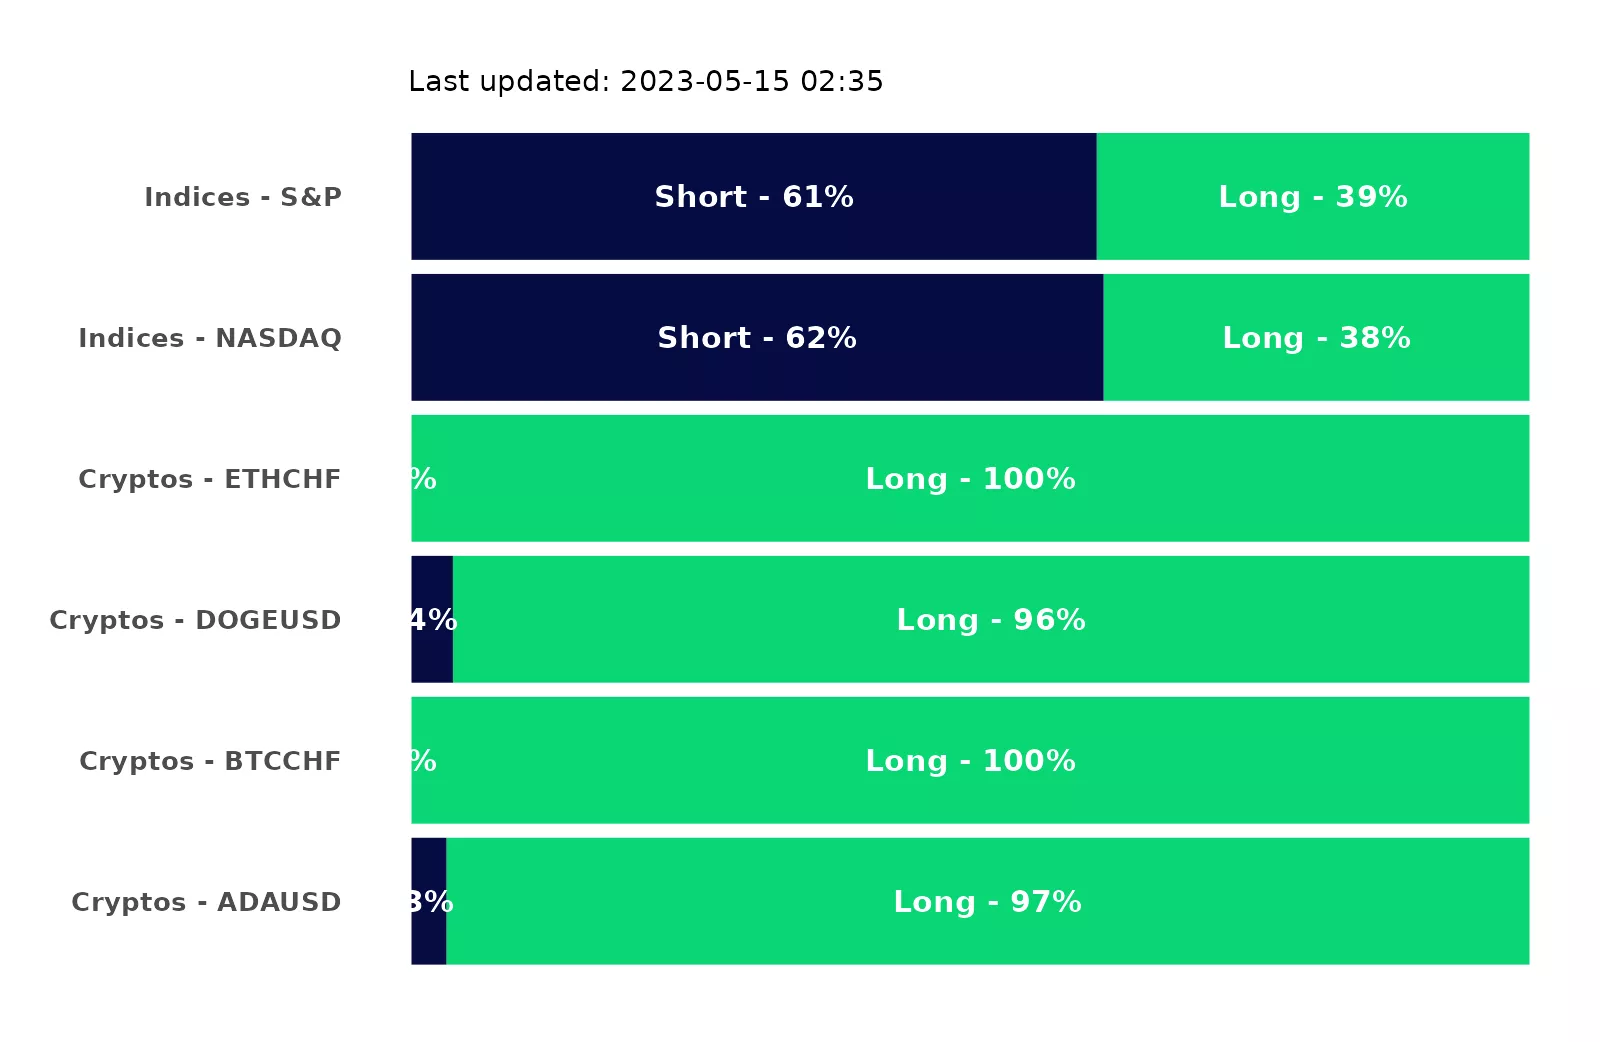 Last updated: 2023-05-15 02:35
Indices - S&P Short - 61% Long - 39%
Indices - NASDAQ Short - 62% Long - 38%
Cryptos - ETHCHF % Long - 100%
Cryptos - DOGEUSD 4% Long - 96%
Cryptos - BTCCHF % Long - 100%
Cryptos - ADAUSD 3% Long - 97%